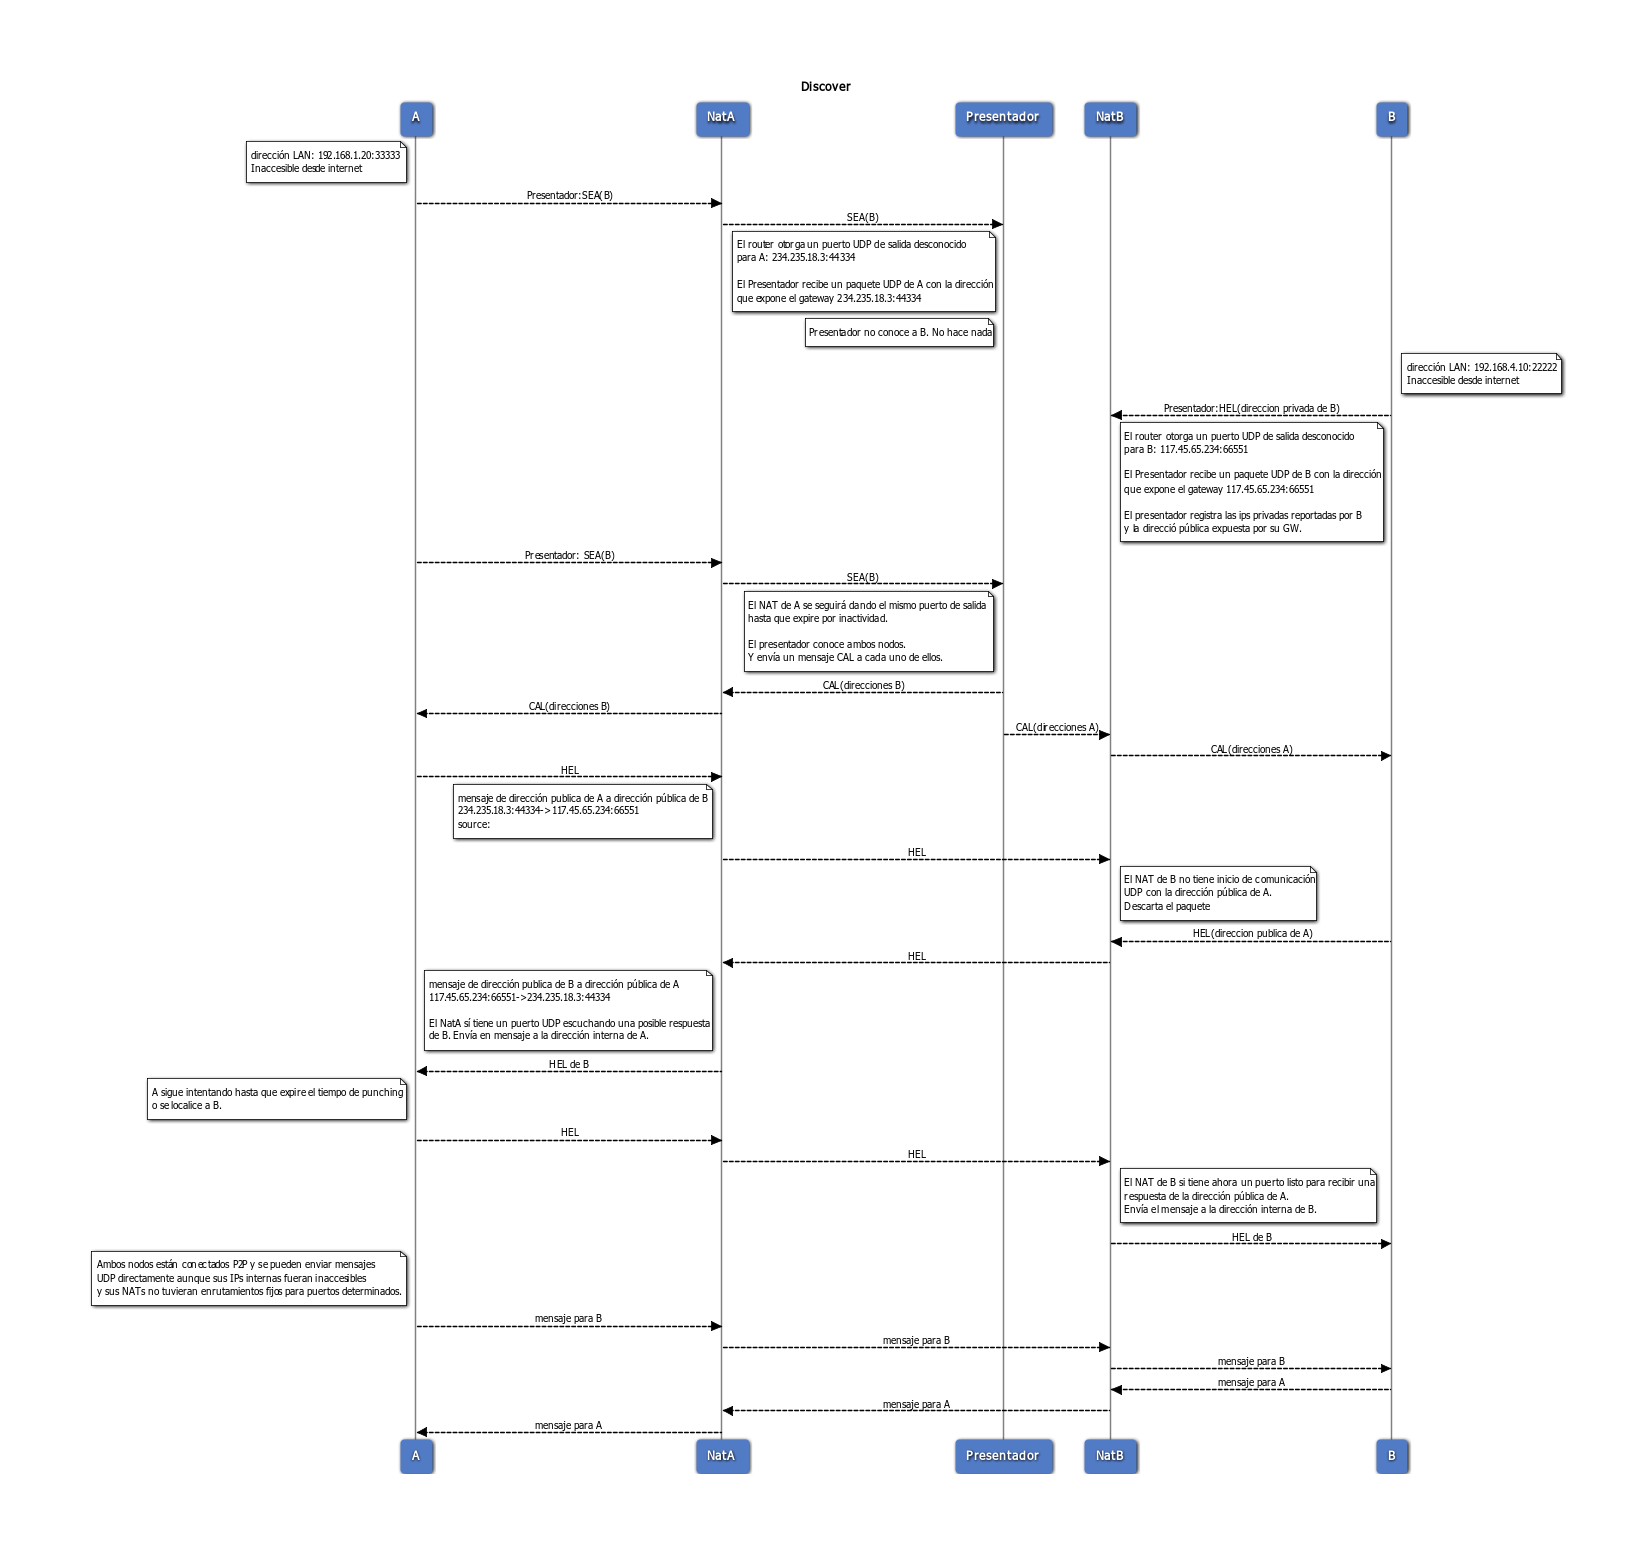 Discover
A
NatA
Presentador
NatB
B
dirección LAN: 192.168.1.20:33333
Inaccesible desde internet
Presentador:SEA(B)
SEA(B)
El router otorga un puerto UDP de salida desconocido
para A: 234.235.18.3:44334
El Presentador recibe un paquete UDP de A con la dirección
que expone el gateway 234.235.18.3:44334
Presentador no conoce a B. No hace nada
dirección LAN: 192.168.4.10:22222
Inaccesible desde internet
Presentador:HEL(direccion privada de B)
El router otorga un puerto UDP de salida desconocido
para B: 117.45.65.234:66551
El Presentador recibe un paquete UDP de B con la dirección
que expone el gateway 117.45.65.234:66551
El presentador registra las ips privadas reportadas por B
y la direcció pública expuesta por su GW.
Presentador: SEA(B)
SEA(B)
El NAT de A se seguirá dando el mismo puerto de salida
hasta que expire por inactividad.
El presentador conoce ambos nodos.
Y envía un mensaje CAL a cada uno de ellos.
CAL(direcciones B)
CAL(direcciones B)
CAL(direcciones A)
CAL(direcciones A)
HEL
mensaje de dirección publica de A a dirección pública de B
234.235.18.3:44334->117.45.65.234:66551
source:
HEL
El NAT de B no tiene inicio de comunicación
UDP con la dirección pública de A.
Descarta el paquete
HEL(direccion publica de A)
HEL
mensaje de dirección publica de B a dirección pública de A
117.45.65.234:66551->234.235.18.3:44334
El NatA sí tiene un puerto UDP escuchando una posible respuesta
de B. Envía en mensaje a la dirección interna de A.
HEL de B
A sigue intentando hasta que expire el tiempo de punching
o se localice a B.
HEL
HEL
El NAT de B si tiene ahora un puerto listo para recibir una
respuesta de la dirección pública de A.
Envía el mensaje a la dirección interna de B.
HEL de B
Ambos nodos están conectados P2P y se pueden enviar mensajes
UDP directamente aunque sus IPs internas fueran inaccesibles
y sus NATs no tuvieran enrutamientos fijos para puertos determinados.
mensaje para B
mensaje para B
mensaje para B
mensaje para A
mensaje para A
mensaje para A
A
NatA
Presentador
NatB
B